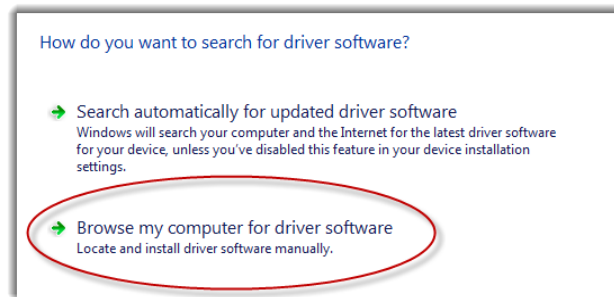 How do you want to search for driver software?
Search automatically for updated driver software
Windows will search your computer and the Internet for the latest driver software
for your device, unless you've disabled this feature in your device installation
settings.
Browse my computer for driver software
Locate and install driver software manually.